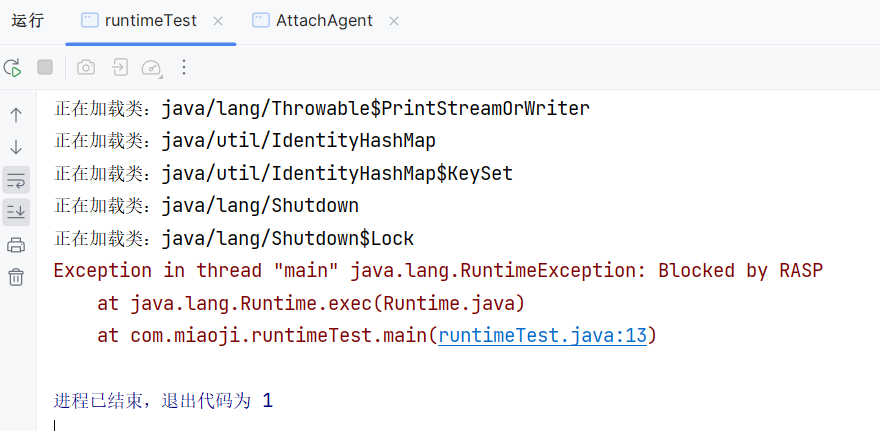 运行 runtimeTest × AttachAgent ×
正在加载类：java/lang/Throwable$PrintStreamOrWriter
正在加载类：java/util/IdentityHashMap
正在加载类：java/util/IdentityHashMap$KeySet
正在加载类：java/lang/Shutdown
正在加载类：java/lang/Shutdown$Lock
Exception in thread "main" java.lang.RuntimeException: Blocked by RASP
    at java.lang.Runtime.exec(Runtime.java)
    at com.miaoji.runtimeTest.main(runtimeTest.java:13)
进程已结束，退出代码为 1